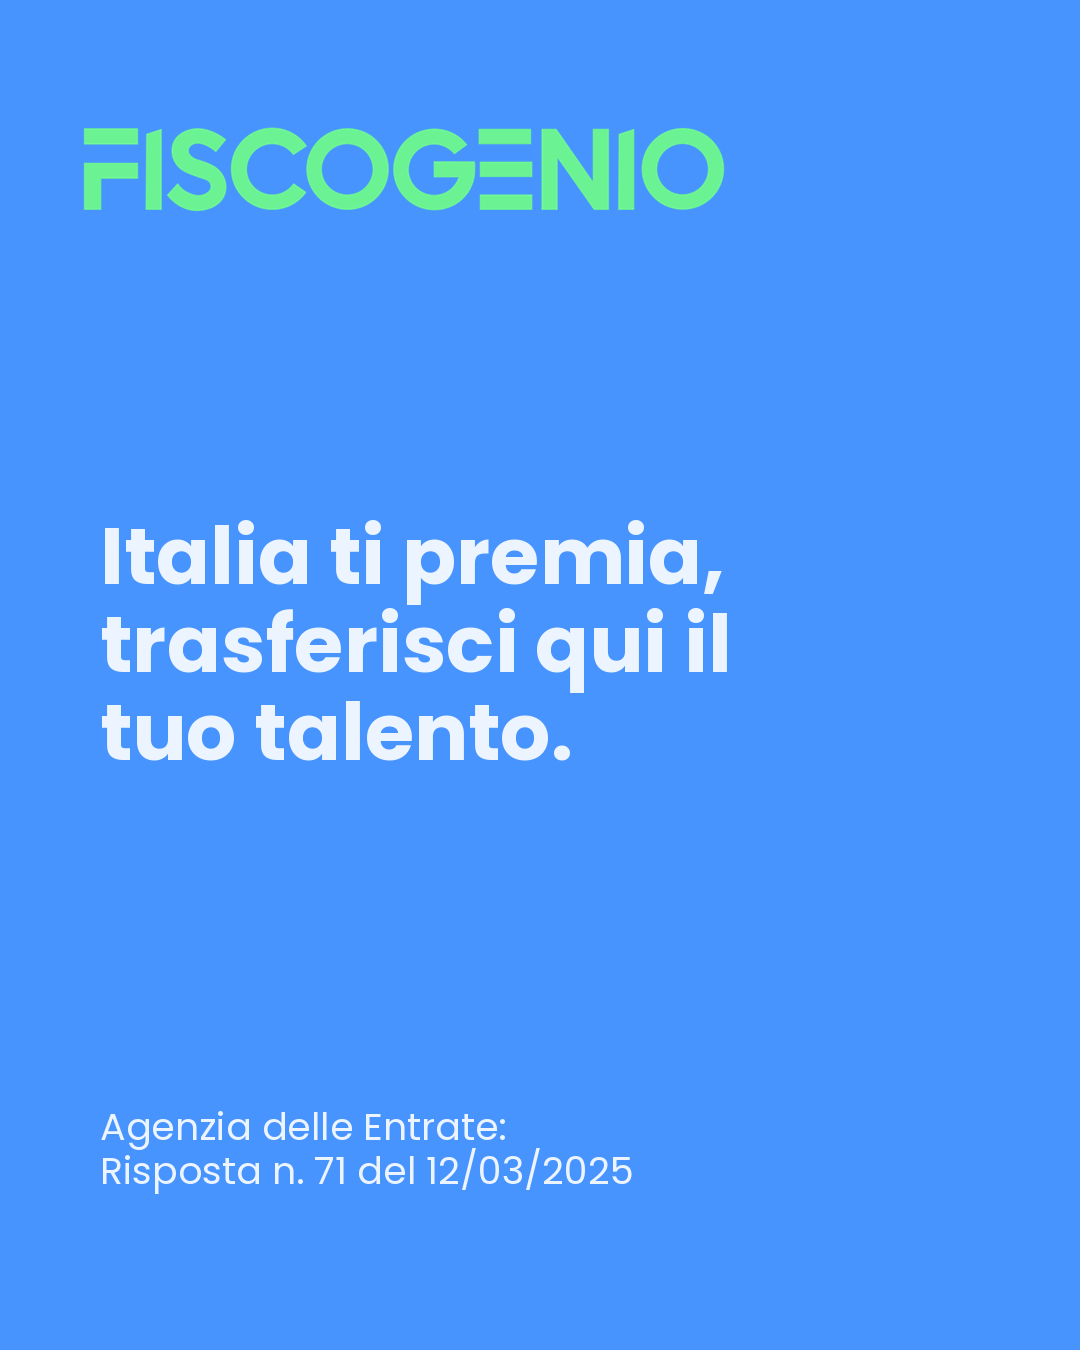 FISCOGENIO
Italia ti premia,
trasferisci qui il
tuo talento.
Agenzia delle Entrate:
Risposta n. 71 del 12/03/2025